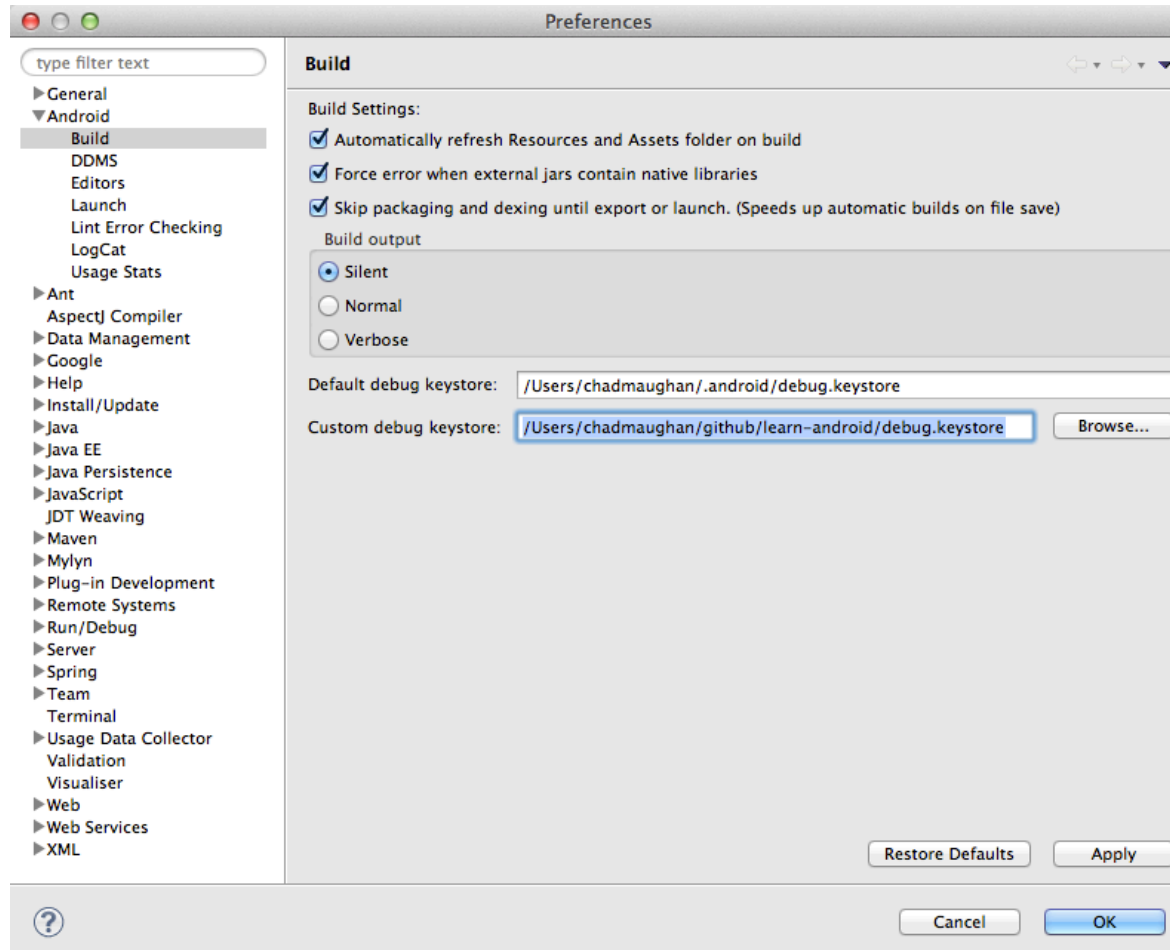 Preferences
type filter text
General
Android
Build
DDMS
Editors
Launch
Lint Error Checking
LogCat
Usage Stats
Ant
AspectJ Compiler
Data Management
Google
Help
Install/Update
Java
Java EE
Java Persistence
JavaScript
JDT Weaving
Maven
Mylyn
Plug-in Development
Remote Systems
Run/Debug
Server
Spring
Team
Terminal
Usage Data Collector
Validation
Visualiser
Web
Web Services
XML
Build
Build Settings:
Automatically refresh Resources and Assets folder on build
Force error when external jars contain native libraries
Skip packaging and dexing until export or launch. (Speeds up automatic builds on file save)
Build output
Silent
Normal
Verbose
Default debug keystore: /Users/chadmaughan/.android/debug.keystore
Custom debug keystore: /Users/chadmaughan/github/learn-android/debug.keystore Browse...
Restore Defaults Apply
? Cancel OK